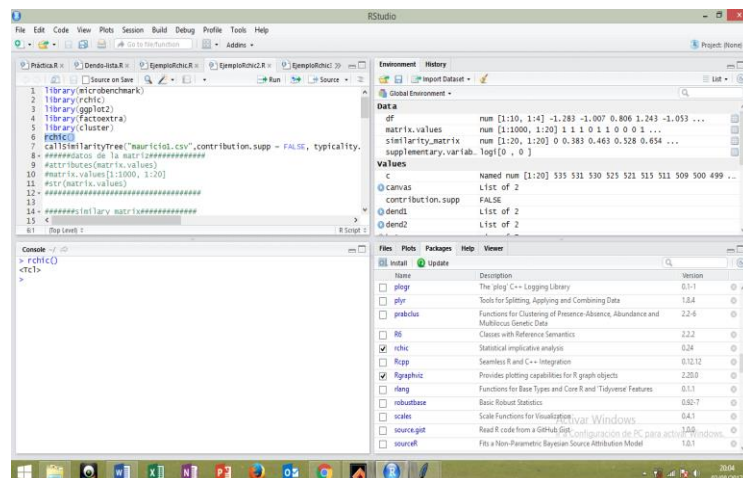 RStudio
File Edit Code View Plots Session Build Debug Profile Tools Help
Go to file/function Addins
Project: (None)
Práctica.R Dendo-lista.R EjemploRchic.R EjemploRchic2.R
Source on Save Run Source
1 library(microbenchmark)
2 library(rchic)
3 library(ggplot2)
4 library(factoextra)
5 library(cluster)
6 rchic()
7 callSimilarityTree("mauricio1.csv",contribution.supp = FALSE, typicality.
8 ######datos de la matriz#############
9 #attributes(matrix.values)
10 #matrix.values[1:1000, 1:20]
11 #str(matrix.values)
12 ####################################
13
14 #######similary matrix#############
15
6:1 (Top Level) R Script
Console ~/
> rchic()
<Tcl>
>
Environment History
Import Dataset List
Global Environment
Data
df num [1:10, 1:4] -1.283 -1.007 0.806 1.243 -1.053 ...
matrix.values num [1:1000, 1:20] 1 1 1 0 1 1 0 0 0 1 ...
similarity_matrix num [1:20, 1:20] 0 0.383 0.463 0.528 0.654 ...
supplementary.variab.. logi[0 , 0 ]
Values
c Named num [1:20] 535 531 530 525 521 515 511 509 500 499 ...
canvas List of 2
contribution.supp FALSE
dend1 List of 2
dend2 List of 2
Files Plots Packages Help Viewer
Install Update
Name Description Version
plogr The 'plog' C++ Logging Library 0.1-1
plyr Tools for Splitting, Applying and Combining Data 1.8.4
prabclus Functions for Clustering of Presence-Absence, Abundance and Multilocus Genetic Data 2.2-6
R6 Classes with Reference Semantics 2.2.2
rchic Statistical implicative analysis 0.24
Rcpp Seamless R and C++ Integration 0.12.12
Rgraphviz Provides plotting capabilities for R graph objects 2.20.0
rlang Functions for Base Types and Core R and 'Tidyverse' Features 0.1.1
robustbase Basic Robust Statistics 0.92-7
scales Scale Functions for Visualization 0.4.1
source.gist Read R code from a GitHub Gist 1.0.0
sourceR Fits a Non-Parametric Bayesian Source Attribution Model 1.0.1
Activar Windows
Configuración de PC para activar Windows.
20:04